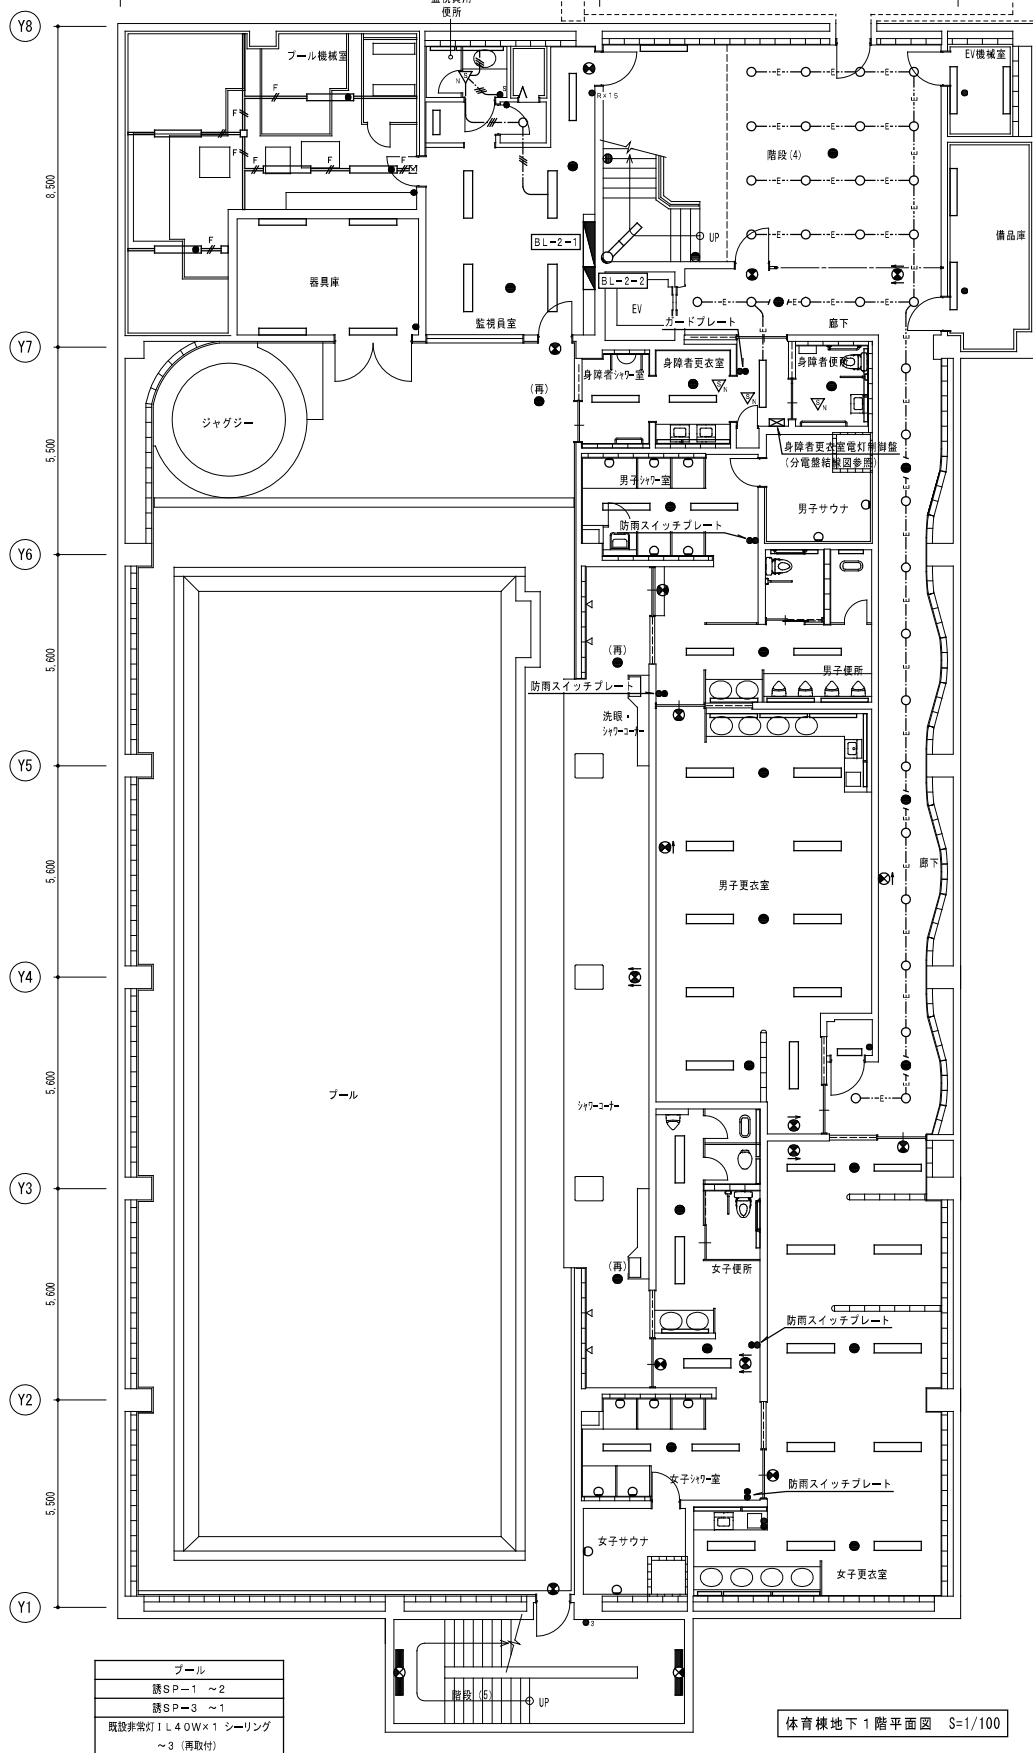 監視員用
便所
Y8
プール機械室
EV機械室
R×15
階段(4)
8,500
備品庫
BL-2-1
UP
BL-2-2
器具庫
EV
監視員室
ガードプレート
廊下
Y7
身障者シャワー室
身障者更衣室
身障者便所
(再)
ジャグジー
5,500
身障者更衣室電灯制御盤
(分電盤結線図参照)
男子シャワー室
男子サウナ
防雨スイッチプレート
Y6
(再)
5,600
男子便所
防雨スイッチプレート
洗眼・
シャワーコーナー
Y5
5,600
男子更衣室
廊下
Y4
5,600
プール
シャワーコーナー
Y3
女子便所
(再)
5,600
防雨スイッチプレート
Y2
女子シャワー室
防雨スイッチプレート
5,500
女子サウナ
女子更衣室
Y1
3
プール
誘SP-1 ~2
誘SP-3 ~1
既設非常灯IL40W×1 シーリング
~3 (再取付)
階段(5)
UP
体育棟地下1階平面図 S=1/100